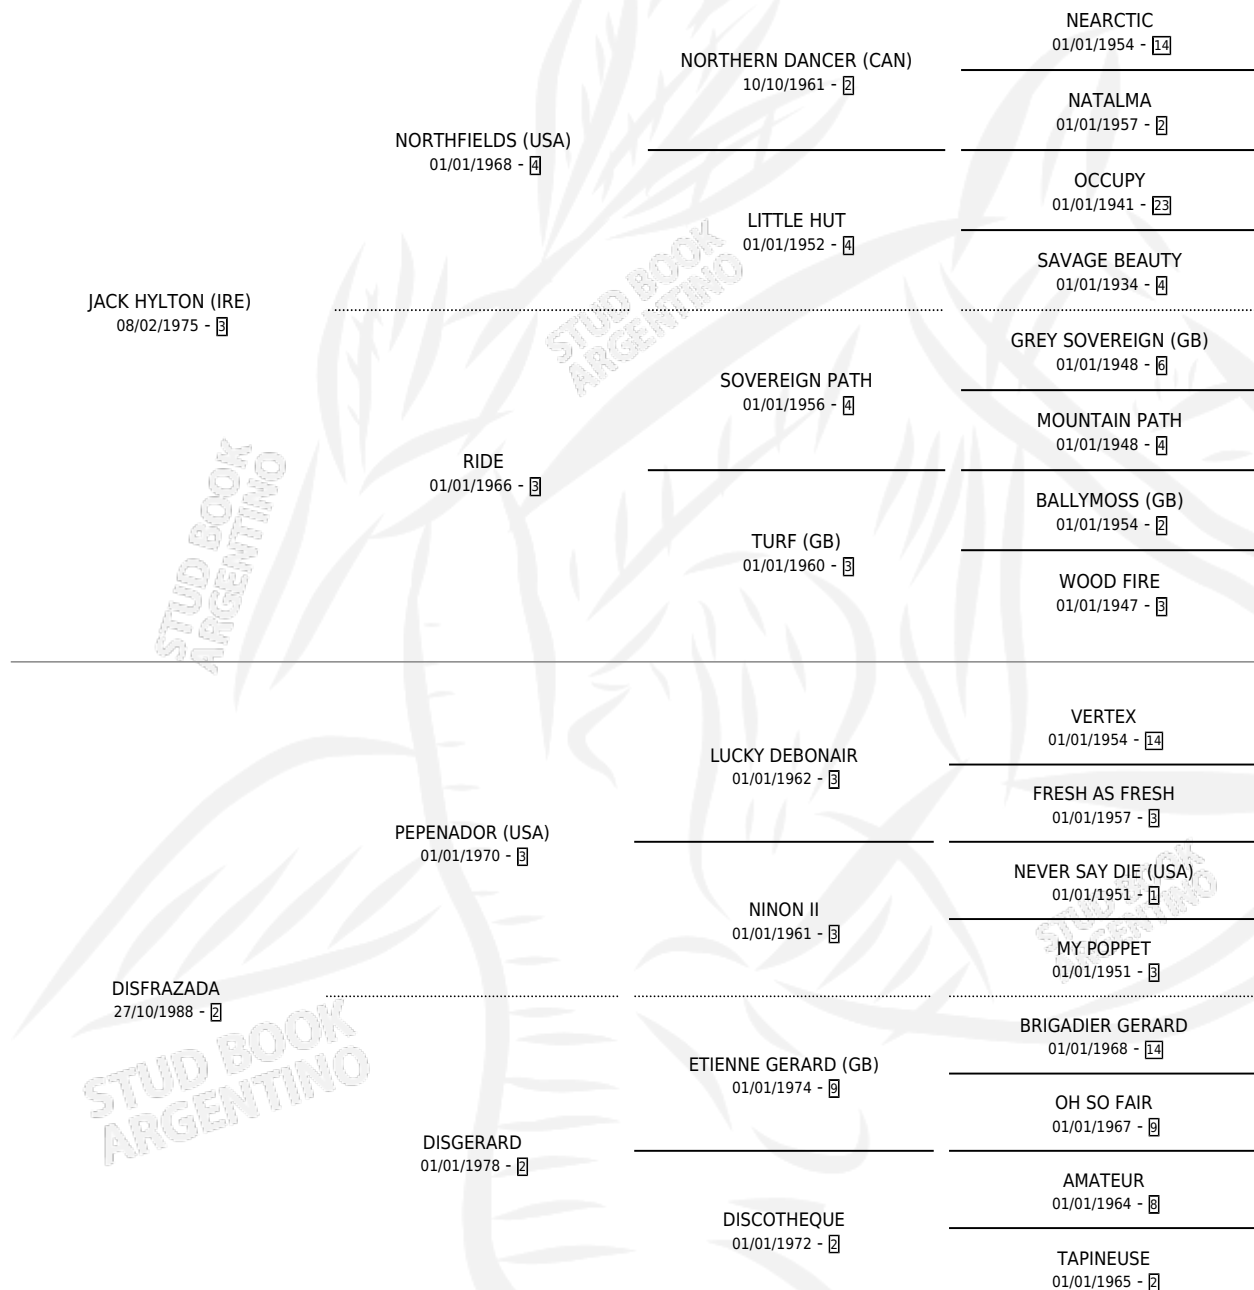 NEARCTIC
01/01/1954 - 14
NORTHERN DANCER (CAN)
10/10/1961 - 2
NATALMA
01/01/1957 - 2
NORTHFIELDS (USA)
01/01/1968 - 4
OCCUPY
01/01/1941 - 23
LITTLE HUT
01/01/1952 - 4
SAVAGE BEAUTY
01/01/1934 - 4
JACK HYLTON (IRE)
08/02/1975 - 3
GREY SOVEREIGN (GB)
01/01/1948 - 6
SOVEREIGN PATH
01/01/1956 - 4
MOUNTAIN PATH
01/01/1948 - 4
RIDE
01/01/1966 - 3
BALLYMOSS (GB)
01/01/1954 - 2
TURF (GB)
01/01/1960 - 3
WOOD FIRE
01/01/1947 - 3
VERTEX
01/01/1954 - 14
LUCKY DEBONAIR
01/01/1962 - 3
FRESH AS FRESH
01/01/1957 - 3
PEPENADOR (USA)
01/01/1970 - 3
NEVER SAY DIE (USA)
01/01/1951 - 1
NINON II
01/01/1961 - 3
MY POPPET
01/01/1951 - 3
DISFRAZADA
27/10/1988 - 2
BRIGADIER GERARD
01/01/1968 - 14
ETIENNE GERARD (GB)
01/01/1974 - 9
OH SO FAIR
01/01/1967 - 9
DISGERARD
01/01/1978 - 2
AMATEUR
01/01/1964 - 8
DISCOTHEQUE
01/01/1972 - 2
TAPINEUSE
01/01/1965 - 2
STUD BOOK
ARGENTINO
STUD BOOK
ARGENTINO
STUD BOOK
ARGENTINO
STUD BOOK
ARGENTINO